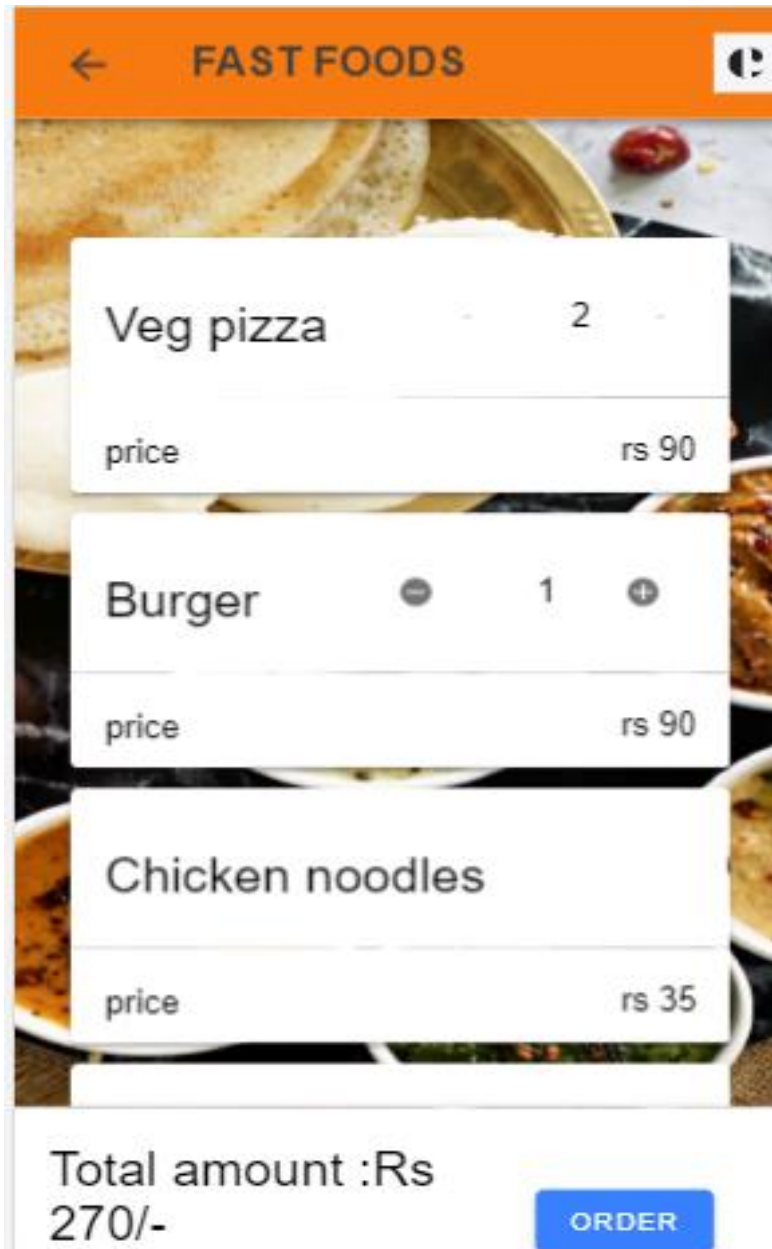 FAST FOODS
Veg pizza 2
price rs 90
Burger 1
price rs 90
Chicken noodles
price rs 35
Total amount :Rs
270/-
ORDER